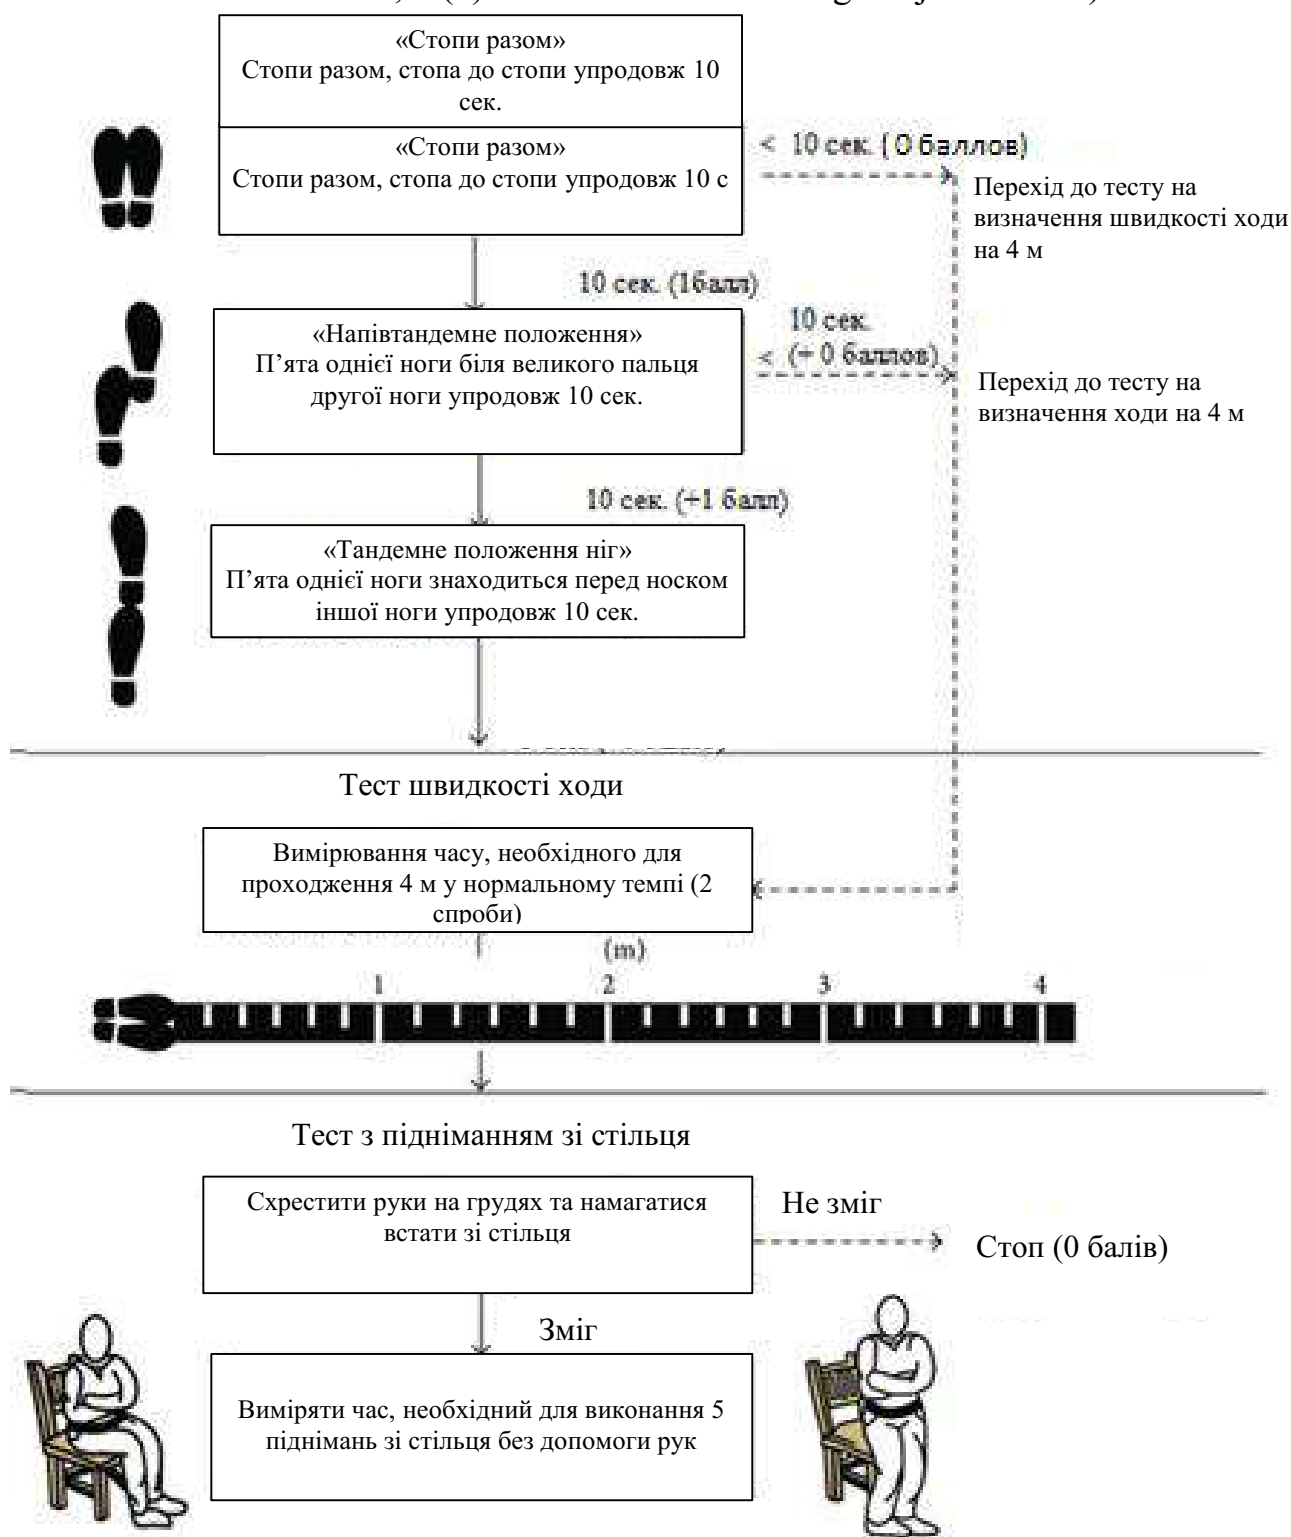 «Стопи разом»
Стопи разом, стопа до стопи упродовж 10
сек.
«Стопи разом»
Стопи разом, стопа до стопи упродовж 10 с
< 10 сек. ( 0 баллов)
Перехід до тесту на
визначення швидкості ходи
на 4 м
10 сек. (1балл)
«Напівтандемне положення»
П’ята однієї ноги біля великого пальця
другої ноги упродовж 10 сек.
10 сек.
< (+ 0 баллов)
Перехід до тесту на
визначення ходи на 4 м
10 сек. (+1 балл)
«Тандемне положення ніг»
П’ята однієї ноги знаходиться перед носком
іншої ноги упродовж 10 сек.
Тест швидкості ходи
Вимірювання часу, необхідного для
проходження 4 м у нормальному темпі (2
спроби)
(m)
1 2 3 4
Тест з підніманням зі стільця
Схрестити руки на грудях та намагатися
встати зі стільця
Не зміг
Стоп (0 балів)
Зміг
Виміряти час, необхідний для виконання 5
піднімань зі стільця без допомоги рук